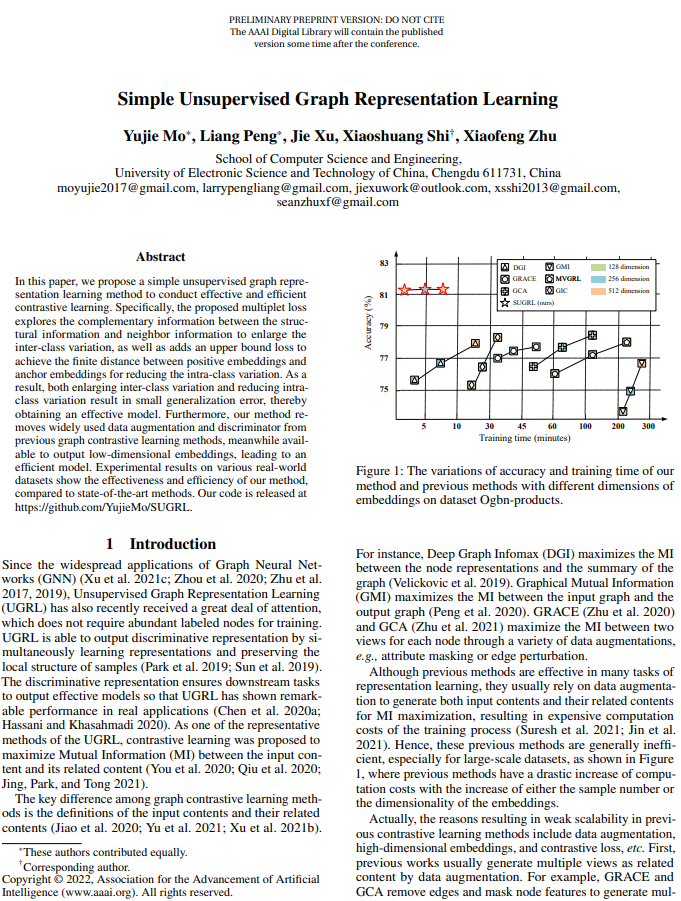 PRELIMINARY PREPRINT VERSION: DO NOT CITE
The AAAI Digital Library will contain the published
version some time after the conference.
Simple Unsupervised Graph Representation Learning
Yujie Mo*, Liang Peng*, Jie Xu, Xiaoshuang Shi†, Xiaofeng Zhu
School of Computer Science and Engineering,
University of Electronic Science and Technology of China, Chengdu 611731, China
moyujie2017@gmail.com, larrypengliang@gmail.com, jiexuwork@outlook.com, xsshi2013@gmail.com,
seanzhuxf@gmail.com
Abstract
In this paper, we propose a simple unsupervised graph repre-
sentation learning method to conduct effective and efficient
contrastive learning. Specifically, the proposed multiplet loss
explores the complementary information between the struc-
tural information and neighbor information to enlarge the
inter-class variation, as well as adds an upper bound loss to
achieve the finite distance between positive embeddings and
anchor embeddings for reducing the intra-class variation. As
a result, both enlarging inter-class variation and reducing intra-
class variation result in small generalization error, thereby
obtaining an effective model. Furthermore, our method re-
moves widely used data augmentation and discriminator from
previous graph contrastive learning methods, meanwhile avail-
able to output low-dimensional embeddings, leading to an
efficient model. Experimental results on various real-world
datasets show the effectiveness and efficiency of our method,
compared to state-of-the-art methods. Our code is released at
https://github.com/YujieMo/SUGRL.
1 Introduction
Since the widespread applications of Graph Neural Net-
works (GNN) (Xu et al. 2021c; Zhou et al. 2020; Zhu et al.
2017, 2019), Unsupervised Graph Representation Learning
(UGRL) has also recently received a great deal of attention,
which does not require abundant labeled nodes for training.
UGRL is able to output discriminative representation by si-
multaneously learning representations and preserving the
local structure of samples (Park et al. 2019; Sun et al. 2019).
The discriminative representation ensures downstream tasks
to output effective models so that UGRL has shown remark-
able performance in real applications (Chen et al. 2020a;
Hassani and Khasahmadi 2020). As one of the representative
methods of the UGRL, contrastive learning was proposed to
maximize Mutual Information (MI) between the input con-
tent and its related content (You et al. 2020; Qiu et al. 2020;
Jing, Park, and Tong 2021).
The key difference among graph contrastive learning meth-
ods is the definitions of the input contents and their related
contents (Jiao et al. 2020; Yu et al. 2021; Xu et al. 2021b).
*These authors contributed equally.
†Corresponding author.
Copyright © 2022, Association for the Advancement of Artificial
Intelligence (www.aaai.org). All rights reserved.
83
81
79
77
75
Accuracy (%)
DGI GMI 128 dimension
GRACE MVGRL 256 dimension
GCA GIC 512 dimension
SUGRL (ours)
5 10 30 45 60 100 200 300
Training time (minutes)
Figure 1: The variations of accuracy and training time of our
method and previous methods with different dimensions of
embeddings on dataset Ogbn-products.
For instance, Deep Graph Infomax (DGI) maximizes the MI
between the node representations and the summary of the
graph (Velickovic et al. 2019). Graphical Mutual Information
(GMI) maximizes the MI between the input graph and the
output graph (Peng et al. 2020). GRACE (Zhu et al. 2020)
and GCA (Zhu et al. 2021) maximize the MI between two
views for each node through a variety of data augmentations,
e.g., attribute masking or edge perturbation.
Although previous methods are effective in many tasks of
representation learning, they usually rely on data augmenta-
tion to generate both input contents and their related contents
for MI maximization, resulting in expensive computation
costs of the training process (Suresh et al. 2021; Jin et al.
2021). Hence, these previous methods are generally ineffi-
cient, especially for large-scale datasets, as shown in Figure
1, where previous methods have a drastic increase of compu-
tation costs with the increase of either the sample number or
the dimensionality of the embeddings.
Actually, the reasons resulting in weak scalability in previ-
ous contrastive learning methods include data augmentation,
high-dimensional embeddings, and contrastive loss, etc. First,
previous works usually generate multiple views as related
content by data augmentation. For example, GRACE and
GCA remove edges and mask node features to generate mul-